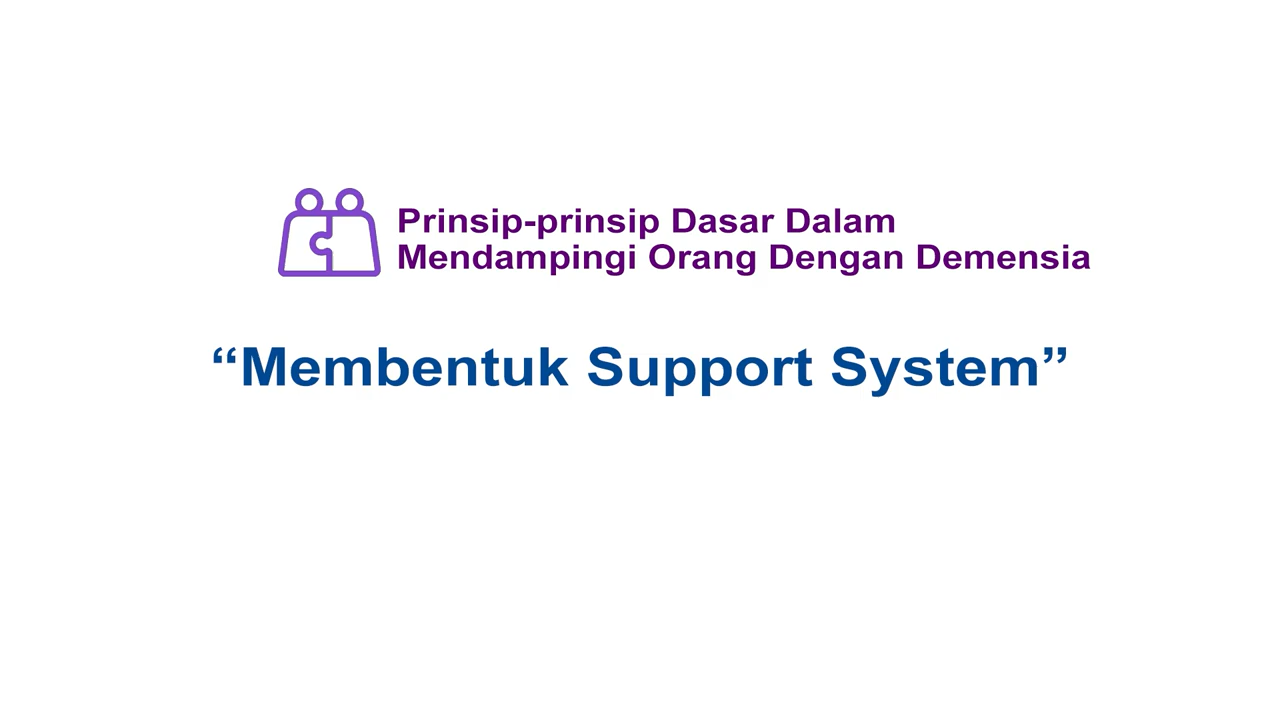 Prinsip-prinsip Dasar Dalam
Mendampingi Orang Dengan Demensia
“Membentuk Support System”